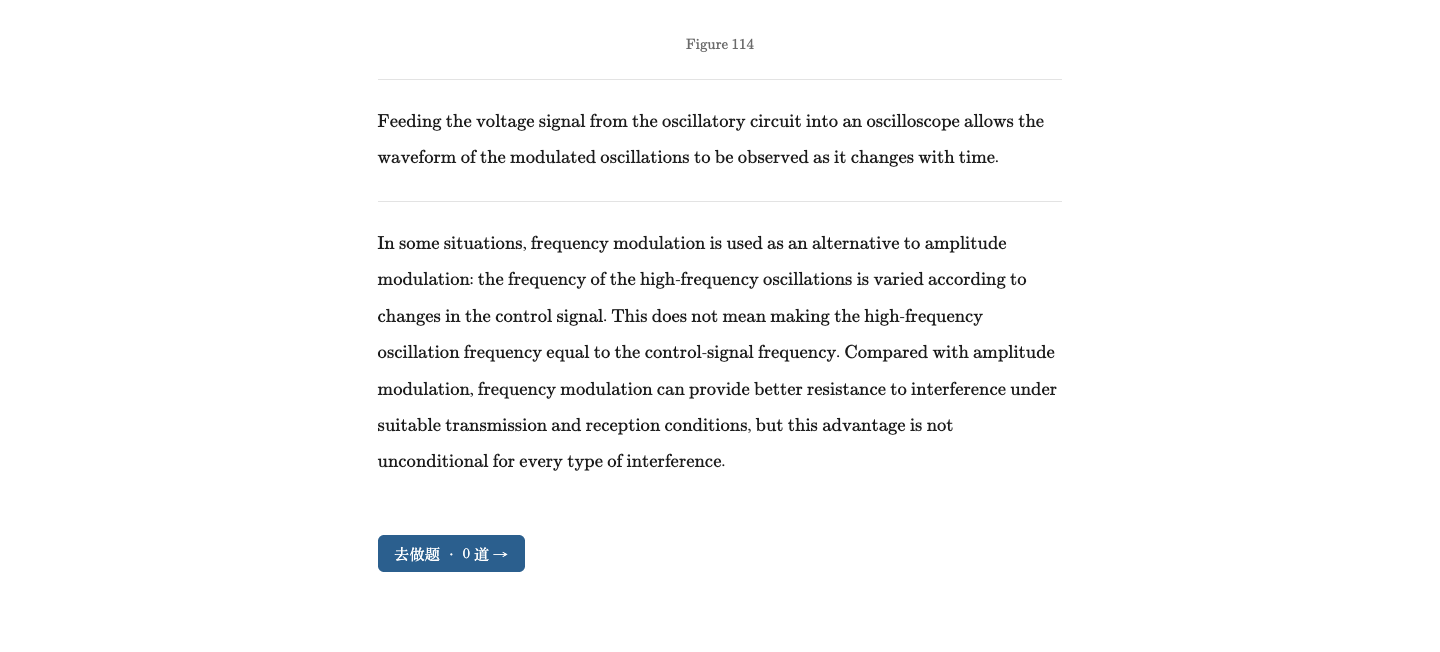 Figure 114
Feeding the voltage signal from the oscillatory circuit into an oscilloscope allows the
waveform of the modulated oscillations to be observed as it changes with time.
In some situations, frequency modulation is used as an alternative to amplitude
modulation: the frequency of the high-frequency oscillations is varied according to
changes in the control signal. This does not mean making the high-frequency
oscillation frequency equal to the control-signal frequency. Compared with amplitude
modulation, frequency modulation can provide better resistance to interference under
suitable transmission and reception conditions, but this advantage is not
unconditional for every type of interference.
去做题 · 0 道 →